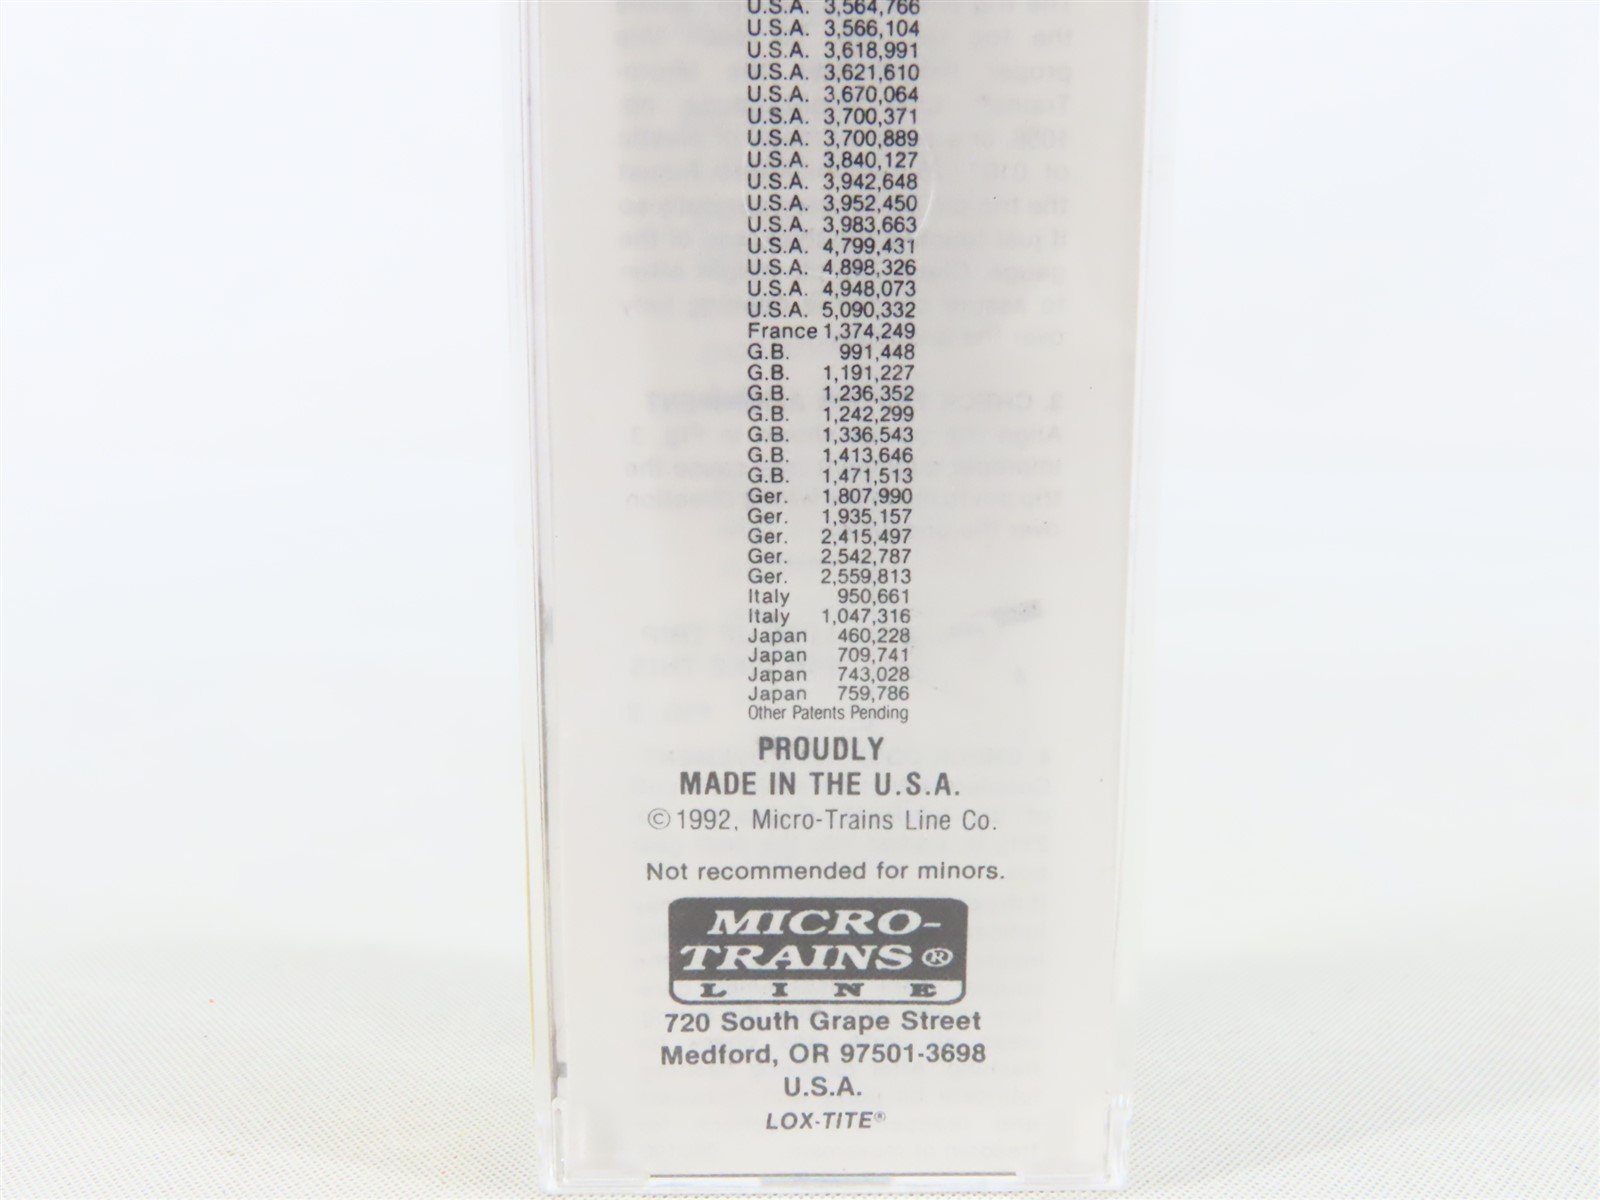 U.S.A. 3,564,766
U.S.A. 3,566,104
U.S.A. 3,618,991
U.S.A. 3,621,610
U.S.A. 3,670,064
U.S.A. 3,700,371
U.S.A. 3,700,889
U.S.A. 3,840,127
U.S.A. 3,942,648
U.S.A. 3,952,450
U.S.A. 3,983,663
U.S.A. 4,799,431
U.S.A. 4,898,326
U.S.A. 4,948,073
U.S.A. 5,090,332
France 1,374,249
G.B. 991,448
G.B. 1,191,227
G.B. 1,236,352
G.B. 1,242,299
G.B. 1,336,543
G.B. 1,413,646
G.B. 1,471,513
Ger. 1,807,990
Ger. 1,935,157
Ger. 2,415,497
Ger. 2,542,787
Ger. 2,559,813
Italy 950,661
Italy 1,047,316
Japan 460,228
Japan 709,741
Japan 743,028
Japan 759,786
Other Patents Pending
PROUDLY
MADE IN THE U.S.A.
©1992, Micro-Trains Line Co.
Not recommended for minors.
MICRO-
TRAINS®
LINE
720 South Grape Street
Medford, OR 97501-3698
U.S.A.
LOX-TITE®